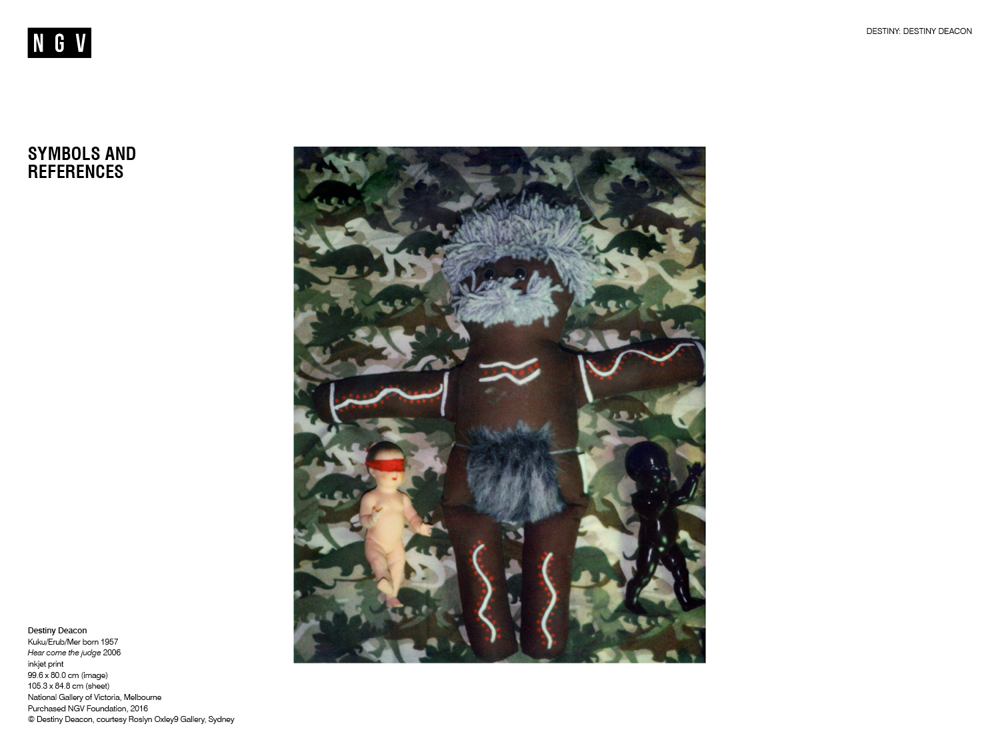 NGV
DESTINY: DESTINY DEACON
SYMBOLS AND
REFERENCES
Destiny Deacon
Kuku/Erub/Mer born 1957
Hear come the judge 2006
inkjet print
99.6 x 80.0 cm (image)
105.3 x 84.8 cm (sheet)
National Gallery of Victoria, Melbourne
Purchased NGV Foundation, 2016
© Destiny Deacon, courtesy Roslyn Oxley9 Gallery, Sydney